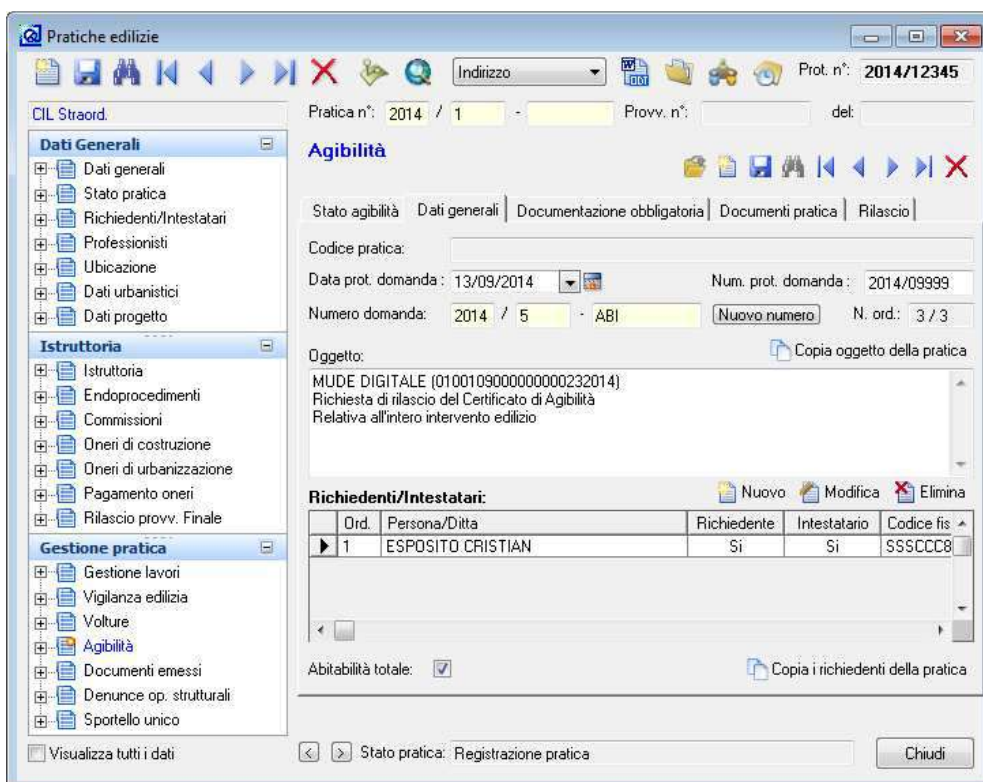 Pratiche edilizie
Indirizzo
Prot. n°: 2014/12345
CIL Straord.
Pratica n°: 2014 / 1 - Provv. n°: del:
Dati Generali
Dati generali
Stato pratica
Richiedenti/Intestatari
Professionisti
Ubicazione
Dati urbanistici
Dati progetto
Istruttoria
Istruttoria
Endoprocedimenti
Commissioni
Oneri di costruzione
Oneri di urbanizzazione
Pagamento oneri
Rilascio provv. Finale
Gestione pratica
Gestione lavori
Vigilanza edilizia
Volture
Agibilità
Documenti emessi
Denunce op. strutturali
Sportello unico
Visualizza tutti i dati
Agibilità
Stato agibilità Dati generali Documentazione obbligatoria Documenti pratica Rilascio
Codice pratica:
Data prot. domanda : 13/09/2014 Num. prot. domanda : 2014/09999
Numero domanda: 2014 / 5 - ABI Nuovo numero N. ord.: 3 / 3
Oggetto: Copia oggetto della pratica
MUDE DIGITALE (0100109000000000232014)
Richiesta di rilascio del Certificato di Agibilità
Relativa all'intero intervento edilizio
Richiedenti/Intestatari: Nuovo Modifica Elimina
Ord. Persona/Ditta Richiedente Intestatario Codice fis
1 ESPOSITO CRISTIAN Si Si SSSCCC8
Abitabilità totale: Copia i richiedenti della pratica
< > Stato pratica: Registrazione pratica Chiudi